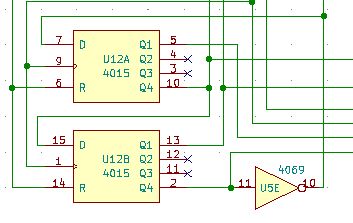 7 D Q1 5
U12A Q2 4
9 4015 Q3 3
6 R Q4 10
15 D Q1 13
U12B Q2 12
1 4015 Q3 11
14 R Q4 2
4069
11 U5E 10